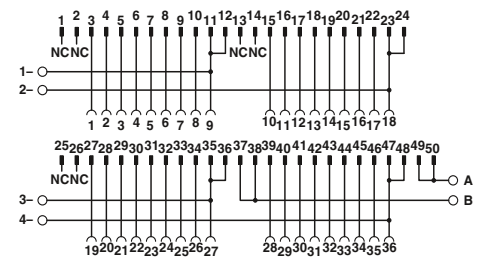 1 2 3 4 5 6 7 8 9 10 11 12 13 14 15 16 17 18 19 20 21 22 23 24
NC NC NC NC
1–
2–
1 2 3 4 5 6 7 8 9 10 11 12 13 14 15 16 17 18
25 26 27 28 29 30 31 32 33 34 35 36 37 38 39 40 41 42 43 44 45 46 47 48 49 50
NC NC
A
3– B
4–
19 20 21 22 23 24 25 26 27 28 29 30 31 32 33 34 35 36